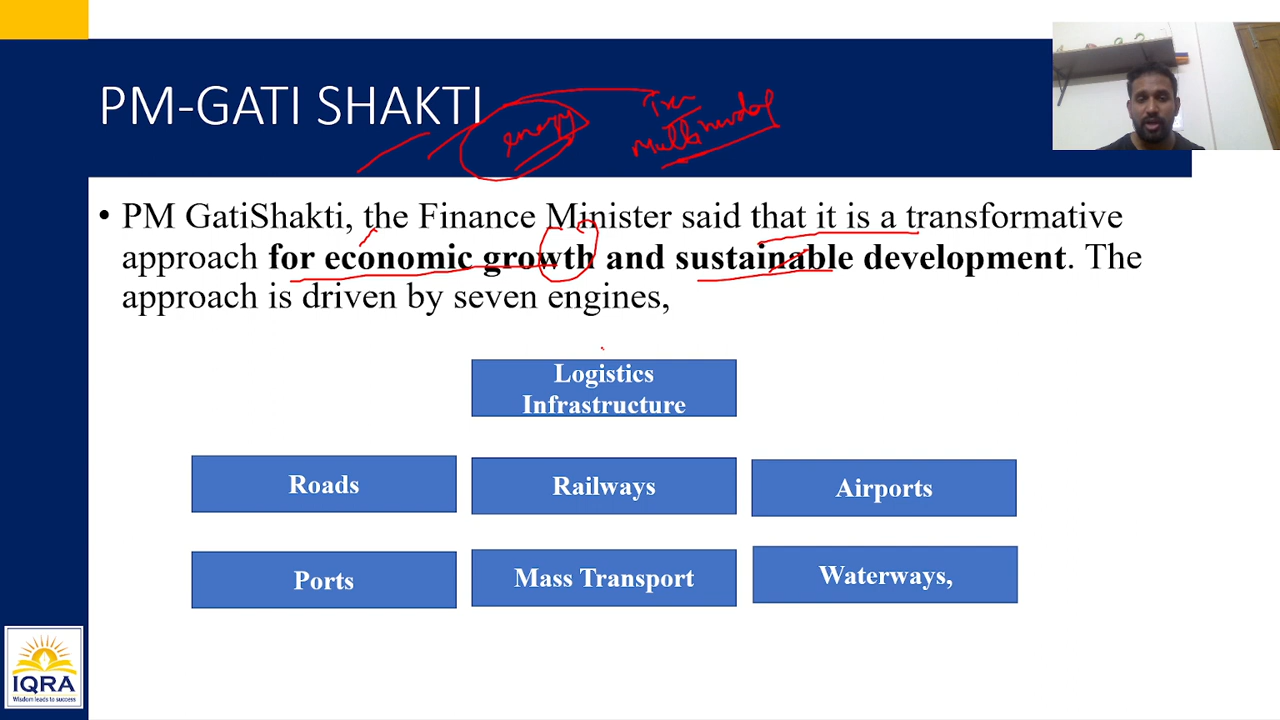 PM-GATI SHAKTI
energy
Multimodal
• PM GatiShakti, the Finance Minister said that it is a transformative
approach for economic growth and sustainable development. The
approach is driven by seven engines,
Logistics
Infrastructure
Roads
Railways
Airports
Ports
Mass Transport
Waterways,
IQRA
Wisdom leads to success